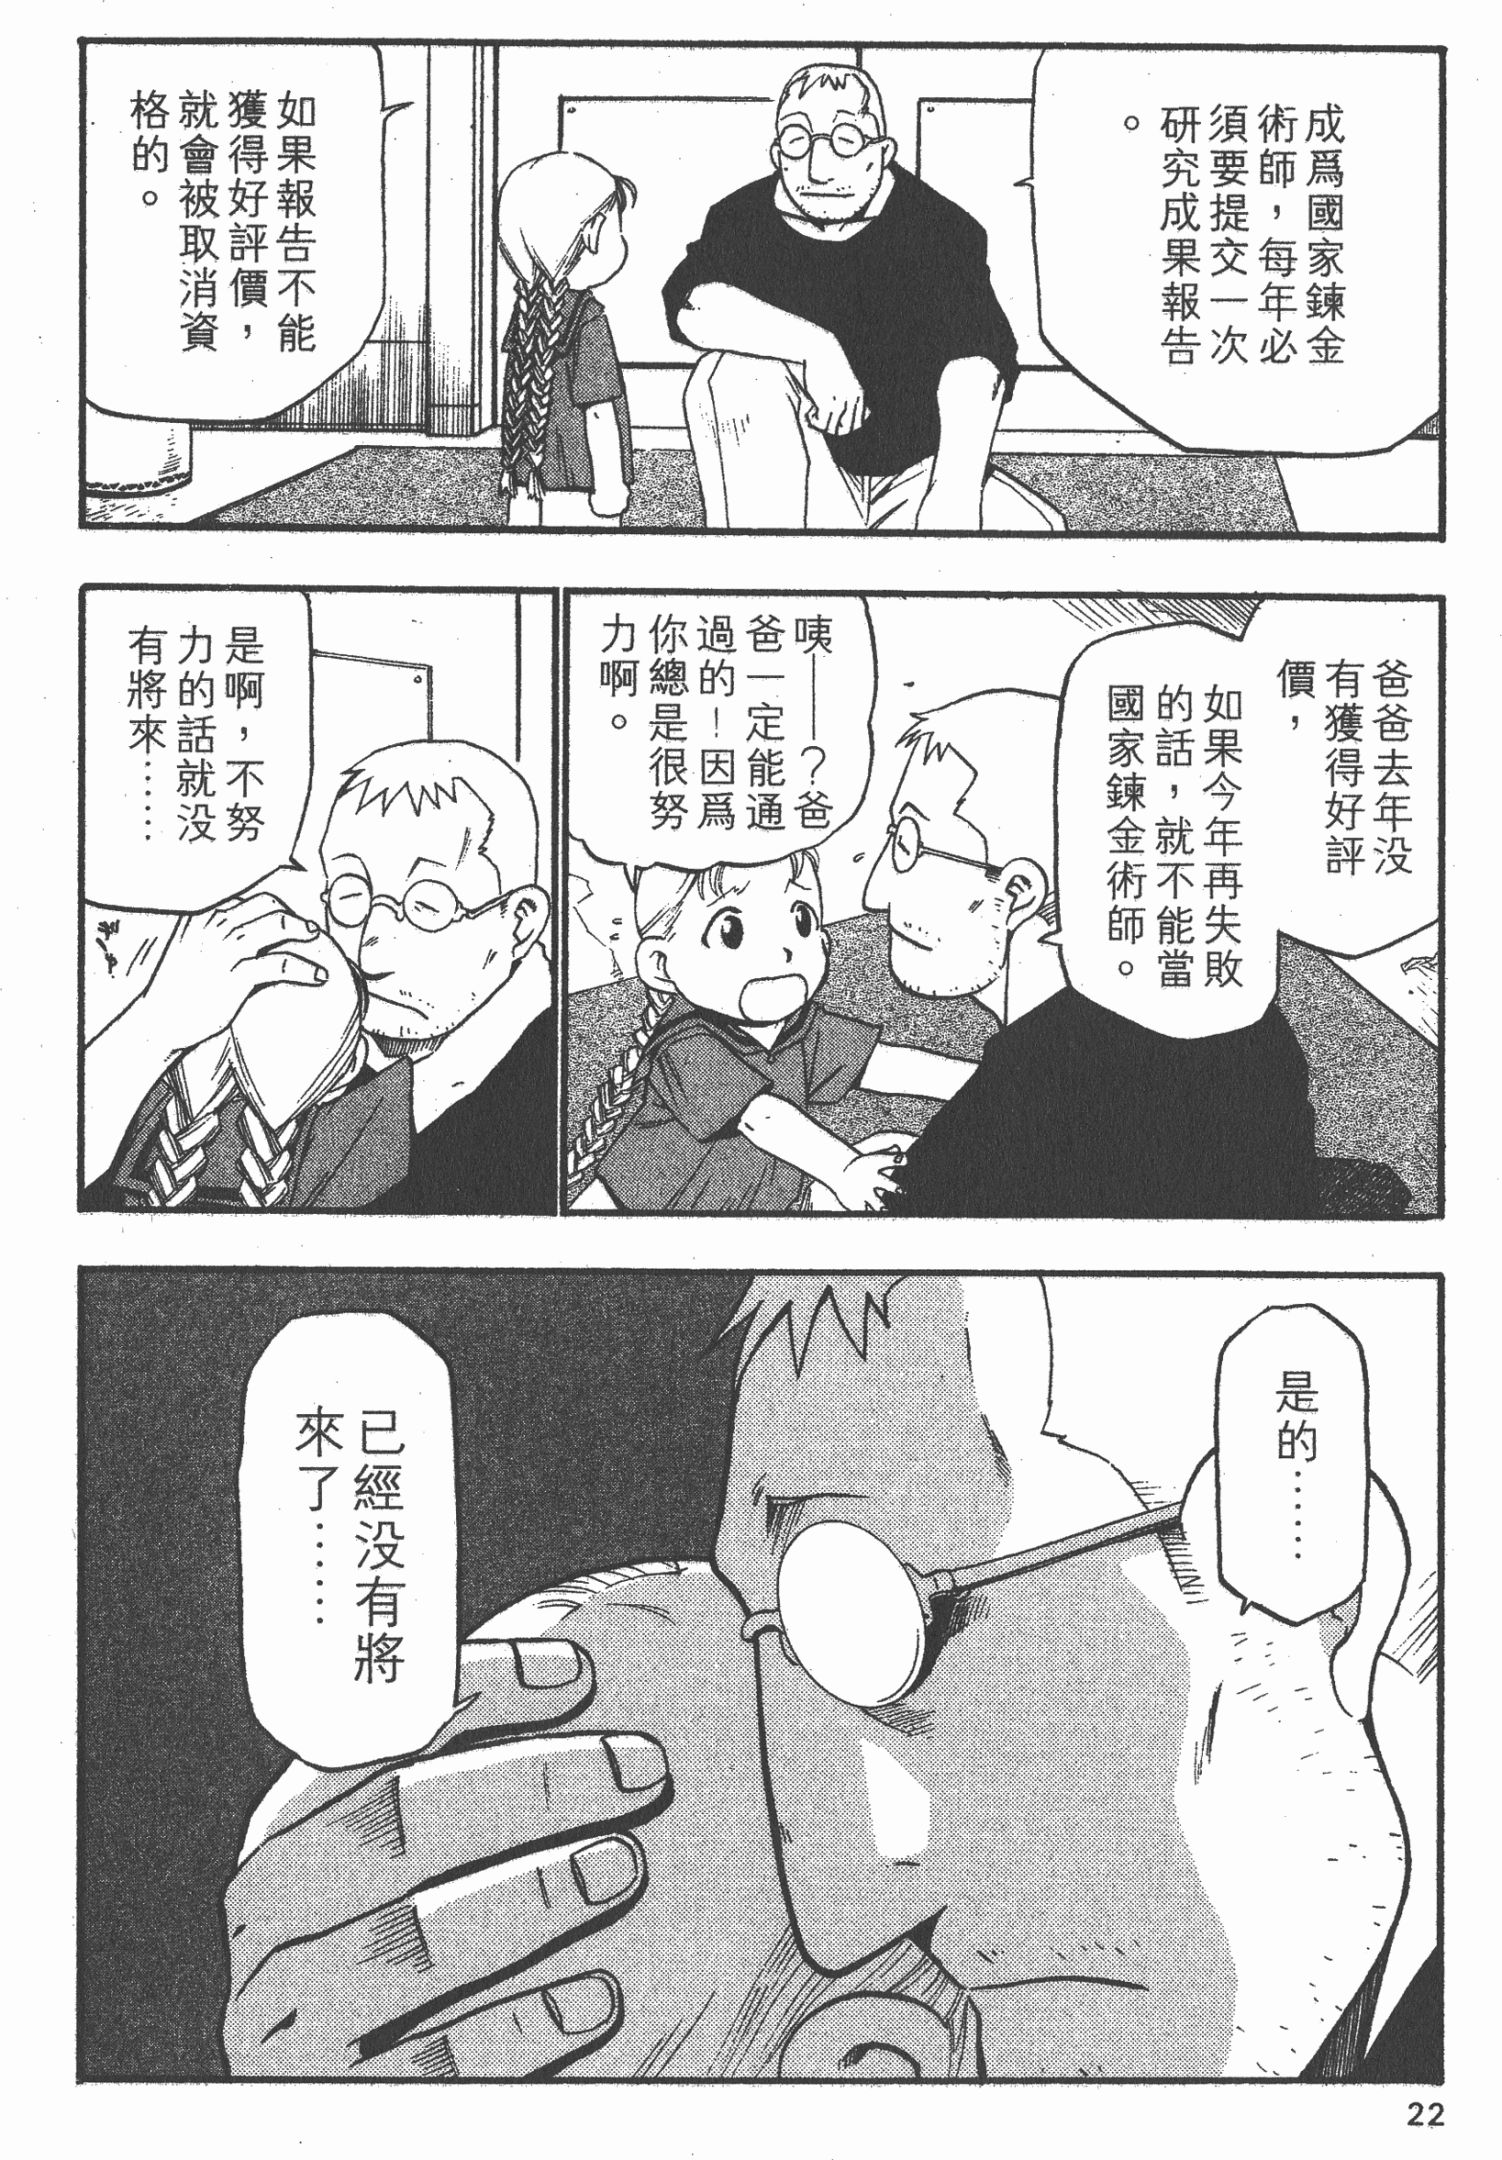 成爲國家鍊金
術師，每年必
須要提交一次
研究成果報告
。
如果報告不能
獲得好評價，
就會被取消資
格的。
爸爸去年没
有獲得好評
價，
如果今年再失敗
的話，就不能當
國家鍊金術師。
咦——？爸
爸一定能通
過的！因爲
你總是很努
力啊。
是啊，不努
力的話就没
有將來……
是的……
已經没有將
來了……
22